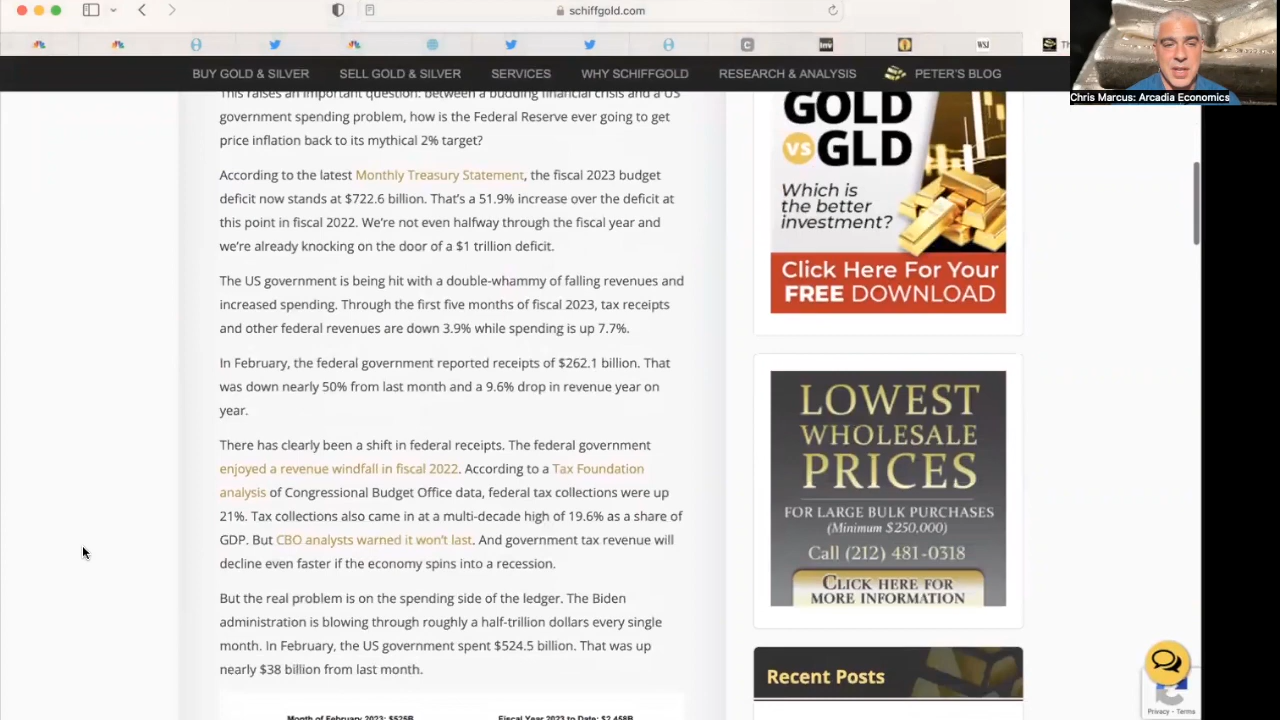 schiffgold.com
inv
WSJ
Th
BUY GOLD & SILVER
SELL GOLD & SILVER
SERVICES
WHY SCHIFFGOLD
RESEARCH & ANALYSIS
PETER'S BLOG
Chris Marcus: Arcadia Economics
This raises an important question: between a budding financial crisis and a US
government spending problem, how is the Federal Reserve ever going to get
price inflation back to its mythical 2% target?
According to the latest Monthly Treasury Statement, the fiscal 2023 budget
deficit now stands at $722.6 billion. That's a 51.9% increase over the deficit at
this point in fiscal 2022. We're not even halfway through the fiscal year and
we're already knocking on the door of a $1 trillion deficit.
The US government is being hit with a double-whammy of falling revenues and
increased spending. Through the first five months of fiscal 2023, tax receipts
and other federal revenues are down 3.9% while spending is up 7.7%.
In February, the federal government reported receipts of $262.1 billion. That
was down nearly 50% from last month and a 9.6% drop in revenue year on
year.
There has clearly been a shift in federal receipts. The federal government
enjoyed a revenue windfall in fiscal 2022. According to a Tax Foundation
analysis of Congressional Budget Office data, federal tax collections were up
21%. Tax collections also came in at a multi-decade high of 19.6% as a share of
GDP. But CBO analysts warned it won't last. And government tax revenue will
decline even faster if the economy spins into a recession.
But the real problem is on the spending side of the ledger. The Biden
administration is blowing through roughly a half-trillion dollars every single
month. In February, the US government spent $524.5 billion. That was up
nearly $38 billion from last month.
Month of February 2023: $525B
Fiscal Year 2023 to Date: $2,458B
GOLD
VS
GLD
Which is
the better
investment?
Click Here For Your
FREE DOWNLOAD
LOWEST
WHOLESALE
PRICES
FOR LARGE BULK PURCHASES
(Minimum $250,000)
Call (212) 481-0318
CLICK HERE FOR
MORE INFORMATION
Recent Posts
Privacy - Terms